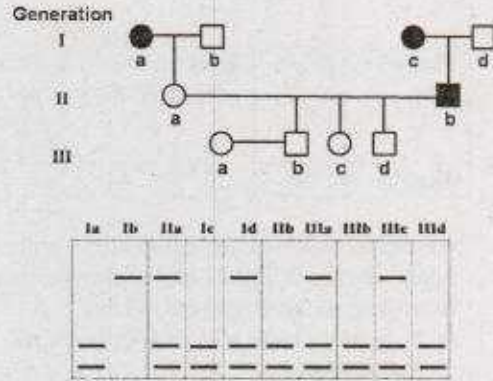 Generation
I
a b c d
II
a b
III
a b c d
Ia Ib IIa Ic Id IIb IIIa IIIb IIIc IIId